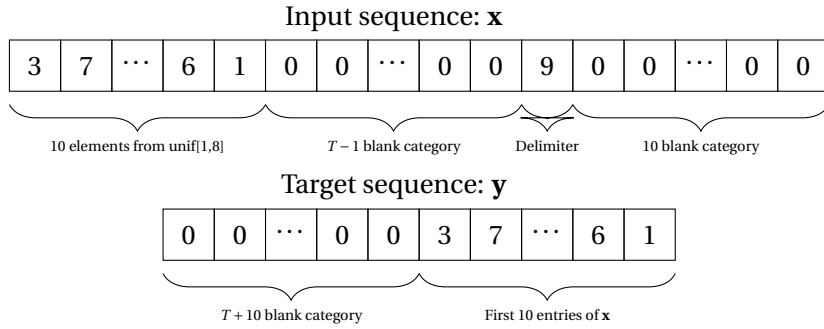 Input sequence: x
3 7 ⋯ 6 1 0 0 ⋯ 0 0 9 0 0 ⋯ 0 0
10 elements from unif[1,8] T − 1 blank category Delimiter 10 blank category
Target sequence: y
0 0 ⋯ 0 0 3 7 ⋯ 6 1
T + 10 blank category First 10 entries of x